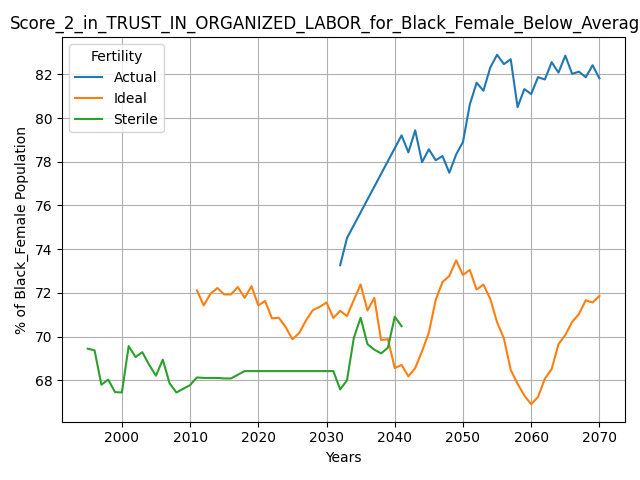 Score_2_in_TRUST_IN_ORGANIZED_LABOR_for_Black_Female_Below_Averag
Fertility
Actual
Ideal
Sterile
% of Black_Female Population
82
80
78
76
74
72
70
68
2000 2010 2020 2030 2040 2050 2060 2070
Years